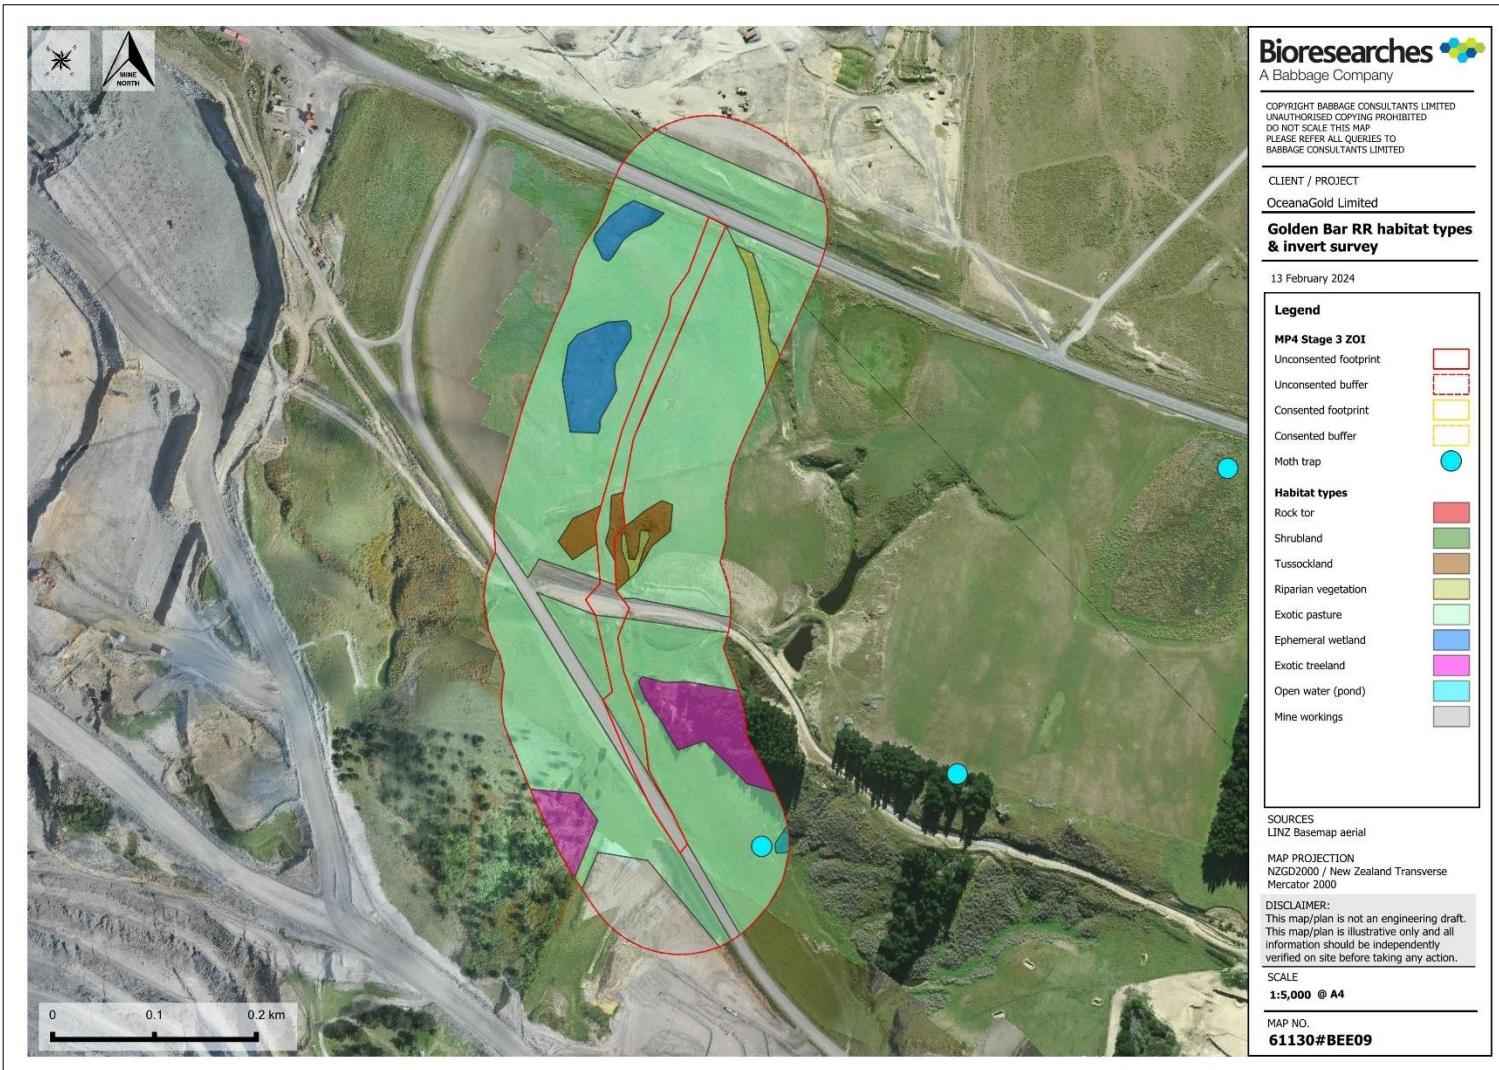 MINE
NORTH
0
0.1
0.2 km
Bioresearches
A Babbage Company
COPYRIGHT BABBAGE CONSULTANTS LIMITED
UNAUTHORISED COPYING PROHIBITED
DO NOT SCALE THIS MAP
PLEASE REFER ALL QUERIES TO
BABBAGE CONSULTANTS LIMITED
CLIENT / PROJECT
OceanaGold Limited
Golden Bar RR habitat types
& invert survey
13 February 2024
Legend
MP4 Stage 3 ZOI
Unconsented footprint
Unconsented buffer
Consented footprint
Consented buffer
Moth trap
Habitat types
Rock tor
Shrubland
Tussockland
Riparian vegetation
Exotic pasture
Ephemeral wetland
Exotic treeland
Open water (pond)
Mine workings
SOURCES
LINZ Basemap aerial
MAP PROJECTION
NZGD2000 / New Zealand Transverse
Mercator 2000
DISCLAIMER:
This map/plan is not an engineering draft.
This map/plan is illustrative only and all
information should be independently
verified on site before taking any action.
SCALE
1:5,000 @ A4
MAP NO.
61130#BEE09